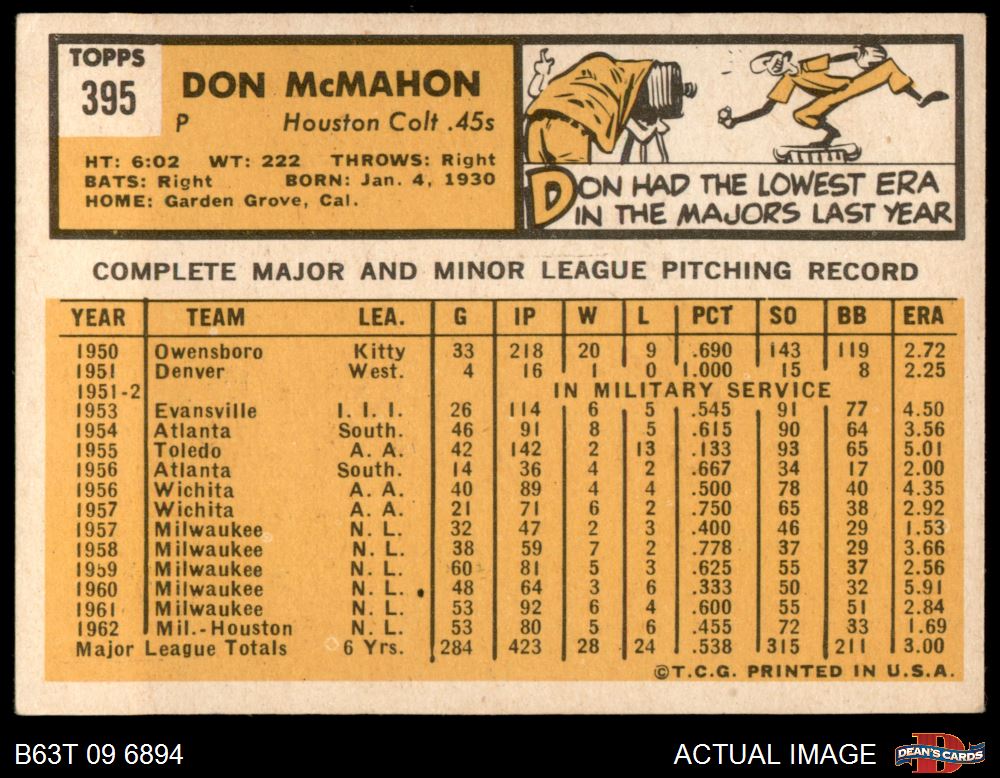 TOPPS
395
DON McMAHON
P Houston Colt .45s
HT: 6:02 WT: 222 THROWS: Right
BATS: Right BORN: Jan. 4, 1930
HOME: Garden Grove, Cal.
DON HAD THE LOWEST ERA
IN THE MAJORS LAST YEAR
COMPLETE MAJOR AND MINOR LEAGUE PITCHING RECORD
YEAR TEAM LEA. G IP W L PCT SO BB ERA
1950 Owensboro Kitty 33 218 20 9 .690 143 119 2.72
1951 Denver West. 4 16 1 0 1.000 15 8 2.25
1951-2 IN MILITARY SERVICE
1953 Evansville I. I. I. 26 114 6 5 .545 91 77 4.50
1954 Atlanta South. 46 91 8 5 .615 90 64 3.56
1955 Toledo A. A. 42 142 2 13 .133 93 65 5.01
1956 Atlanta South. 14 36 4 2 .667 34 17 2.00
1956 Wichita A. A. 40 89 4 4 .500 78 40 4.35
1957 Wichita A. A. 21 71 6 2 .750 65 38 2.92
1957 Milwaukee N. L. 32 47 2 3 .400 46 29 1.53
1958 Milwaukee N. L. 38 59 7 2 .778 37 29 3.66
1959 Milwaukee N. L. 60 81 5 3 .625 55 37 2.56
1960 Milwaukee N. L. 48 64 3 6 .333 50 32 5.91
1961 Milwaukee N. L. 53 92 6 4 .600 55 51 2.84
1962 Mil.-Houston N. L. 53 80 5 6 .455 72 33 1.69
Major League Totals 6 Yrs. 284 423 28 24 .538 315 211 3.00
©T.C.G. PRINTED IN U.S.A.
B63T 09 6894 ACTUAL IMAGE DEAN'S CARDS